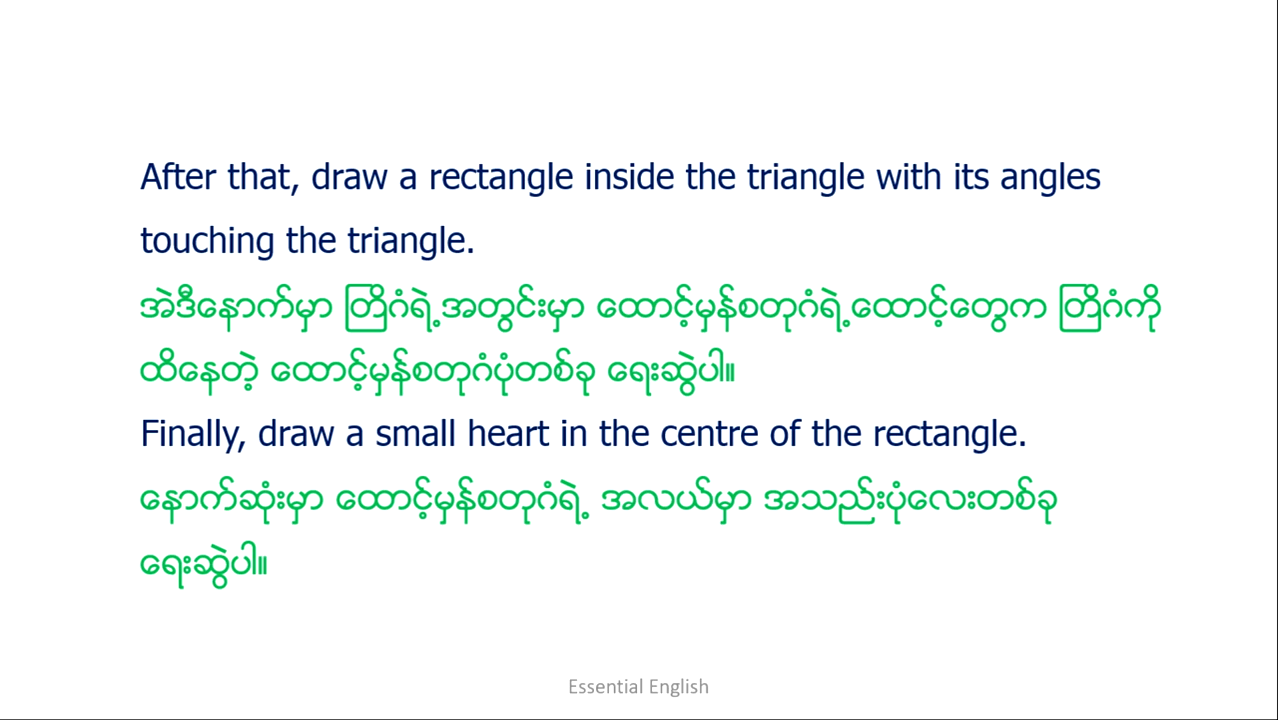 After that, draw a rectangle inside the triangle with its angles
touching the triangle.
အဲဒီနောက်မှာ တြိဂံရဲ့အတွင်းမှာ ထောင့်မှန်စတုဂံရဲ့ထောင့်တွေက တြိဂံကို
ထိနေတဲ့ ထောင့်မှန်စတုဂံပုံတစ်ခု ရေးဆွဲပါ။
Finally, draw a small heart in the centre of the rectangle.
နောက်ဆုံးမှာ ထောင့်မှန်စတုဂံရဲ့ အလယ်မှာ အသည်းပုံလေးတစ်ခု
ရေးဆွဲပါ။
Essential English